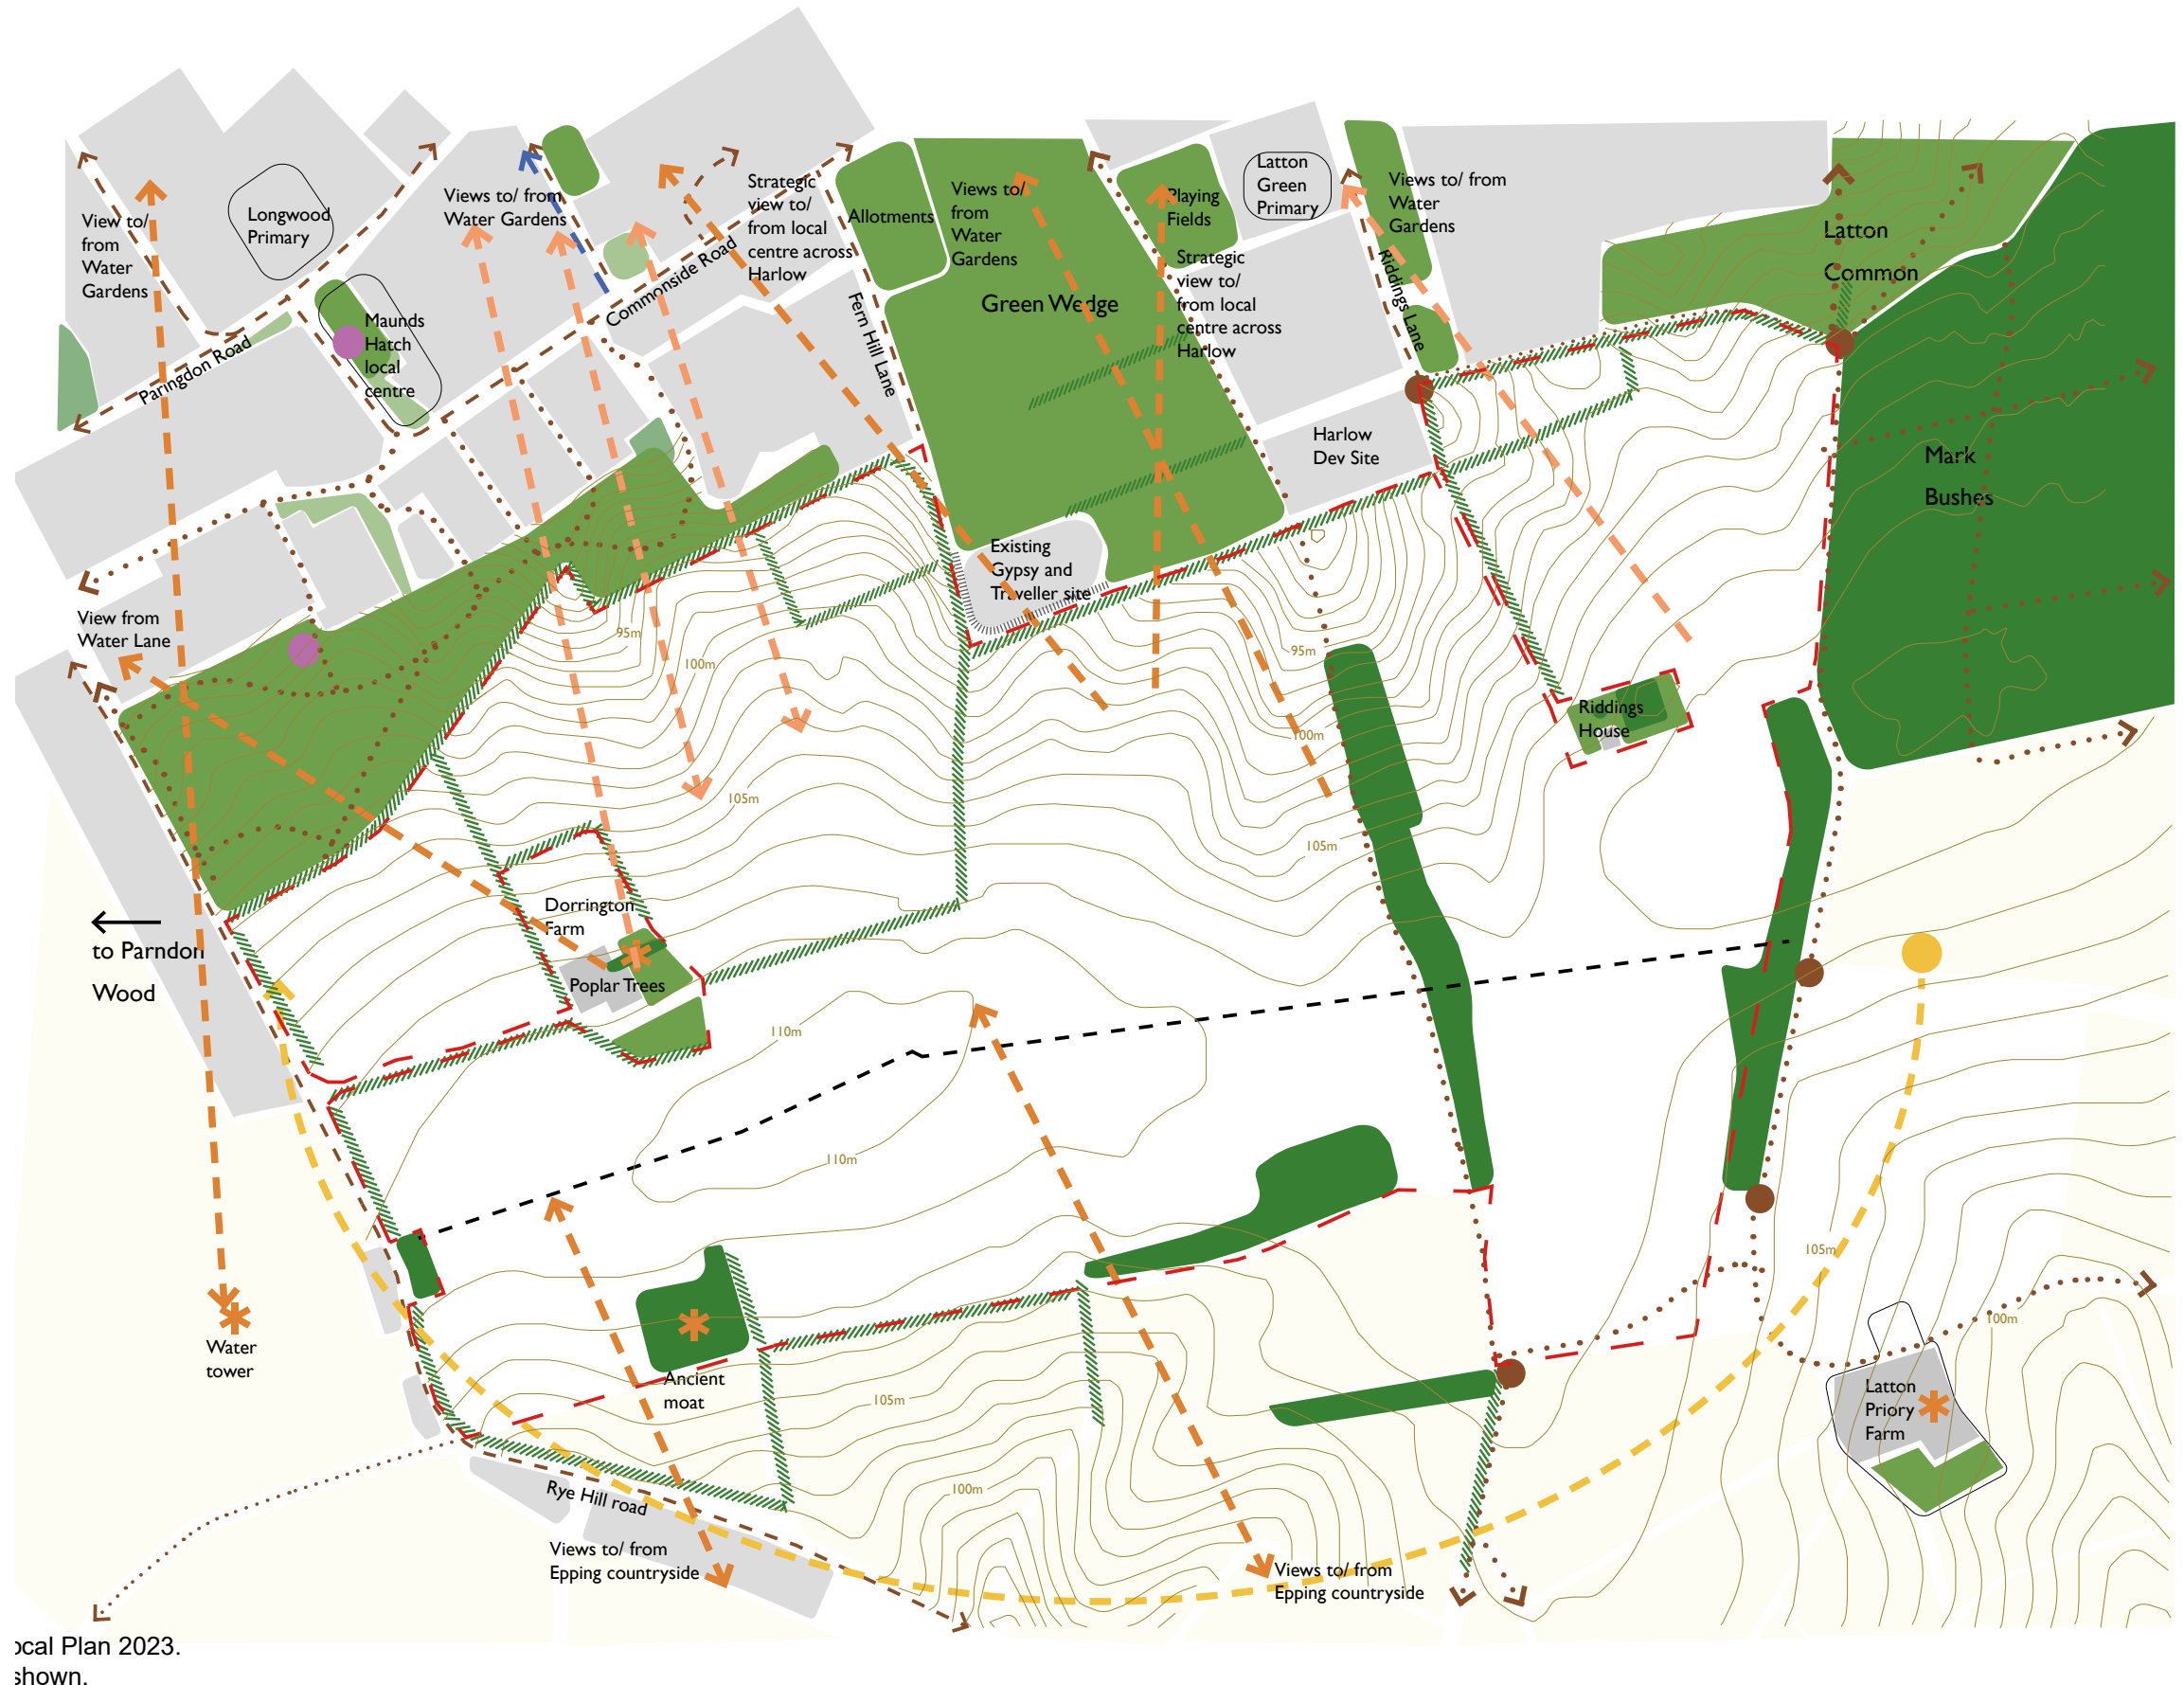 Longwood
Primary
View to/
from
Water
Gardens
Views to/ from
Water Gardens
Strategic
view to/
from local
centre across
Harlow
Allotments
Views to/
from
Water
Gardens
Playing
Fields
Latton
Green
Primary
Views to/ from
Water
Gardens
Strategic
view to/
from local
centre across
Harlow
Green Wedge
Riddings Lane
Latton
Common
Commonside Road
Fern Hill Lane
Maunds
Hatch
local
centre
Paringdon Road
Harlow
Dev Site
Mark
Bushes
Existing
Gypsy and
Traveller site
View from
Water Lane
95m
100m
105m
95m
100m
105m
Riddings
House
Dorrington
Farm
Poplar Trees
to Parndon
Wood
110m
110m
Water
tower
Ancient
moat
105m
100m
105m
100m
Latton
Priory
Farm
Rye Hill road
Views to/ from
Epping countryside
Views to/ from
Epping countryside
ocal Plan 2023.
shown.